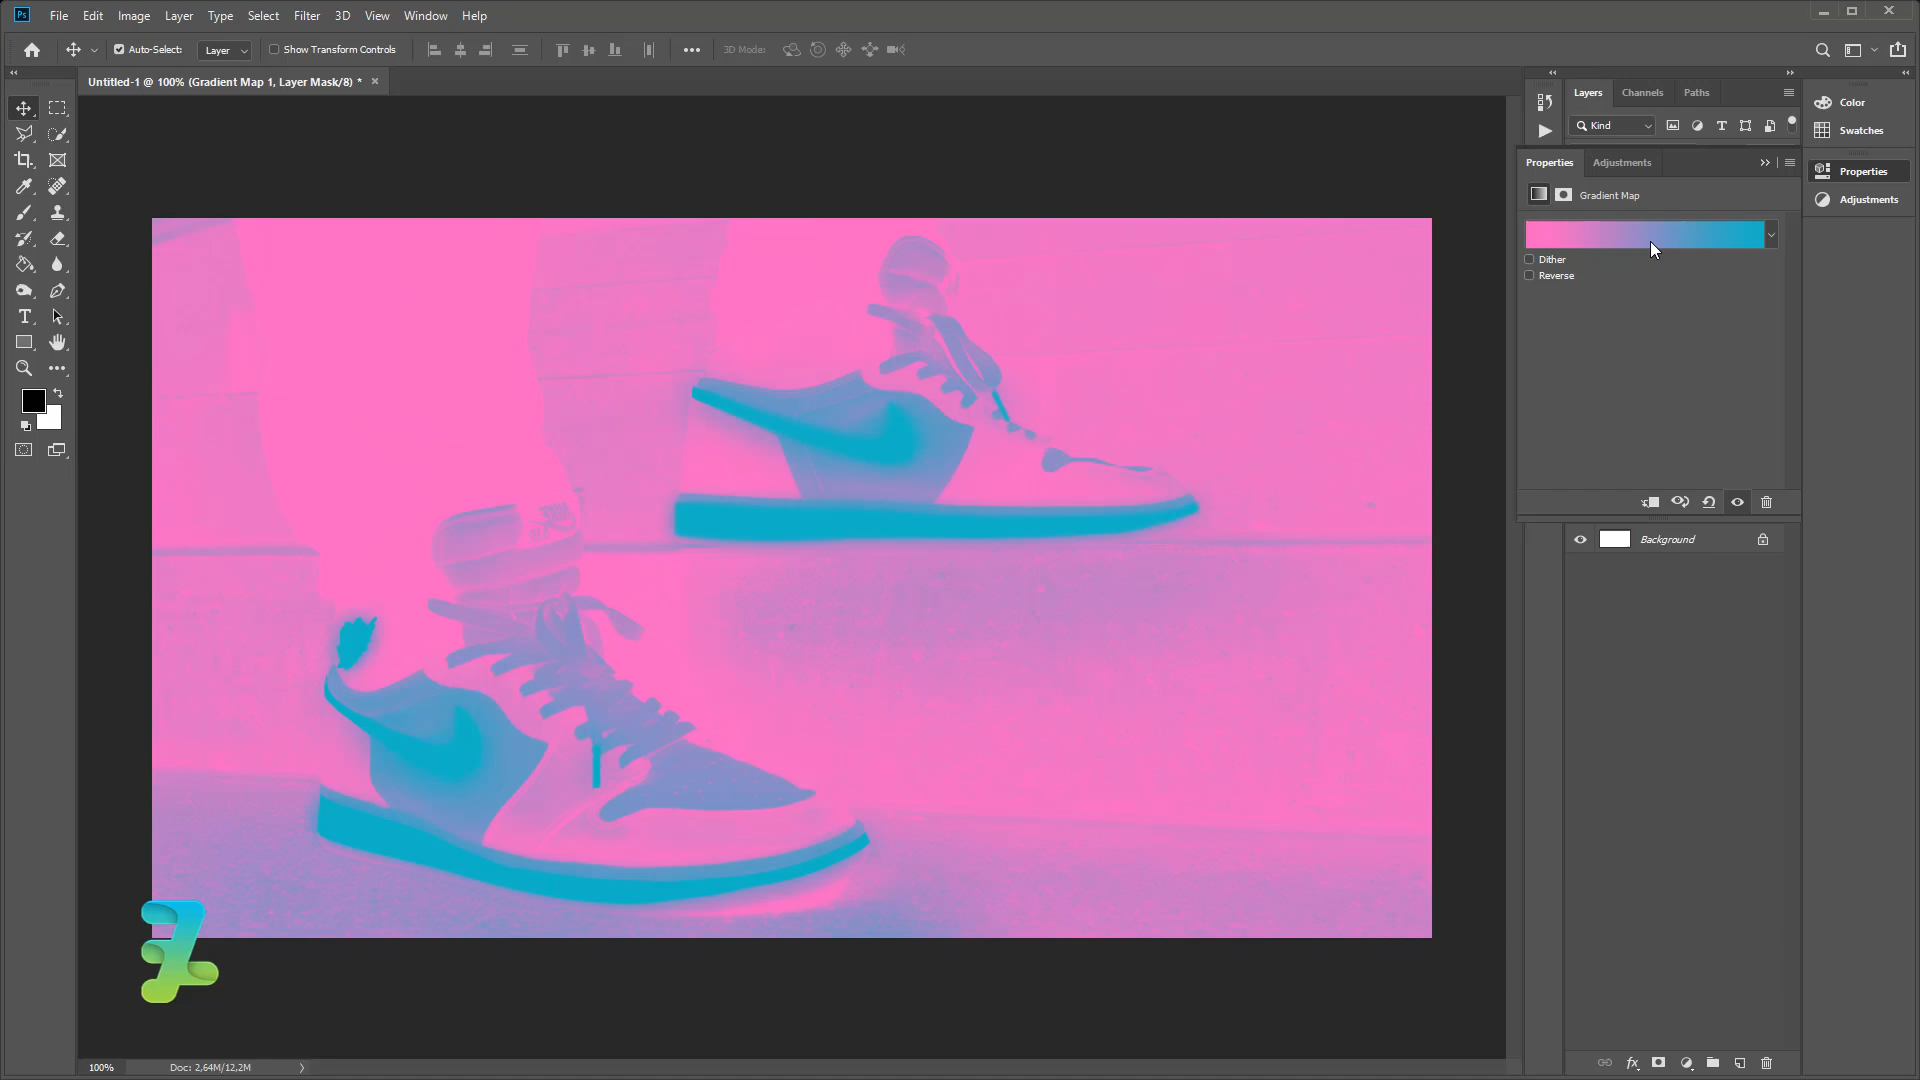 Ps File Edit Image Layer Type Select Filter 3D View Window Help
Auto-Select: Layer Show Transform Controls 3D Mode:
Untitled-1 @ 100% (Gradient Map 1, Layer Mask/8) *
Layers Channels Paths
Color
Kind
Swatches
Properties Adjustments
Properties
Gradient Map
Adjustments
Dither
Reverse
Background
100% Doc: 2,64M/12,2M
fx